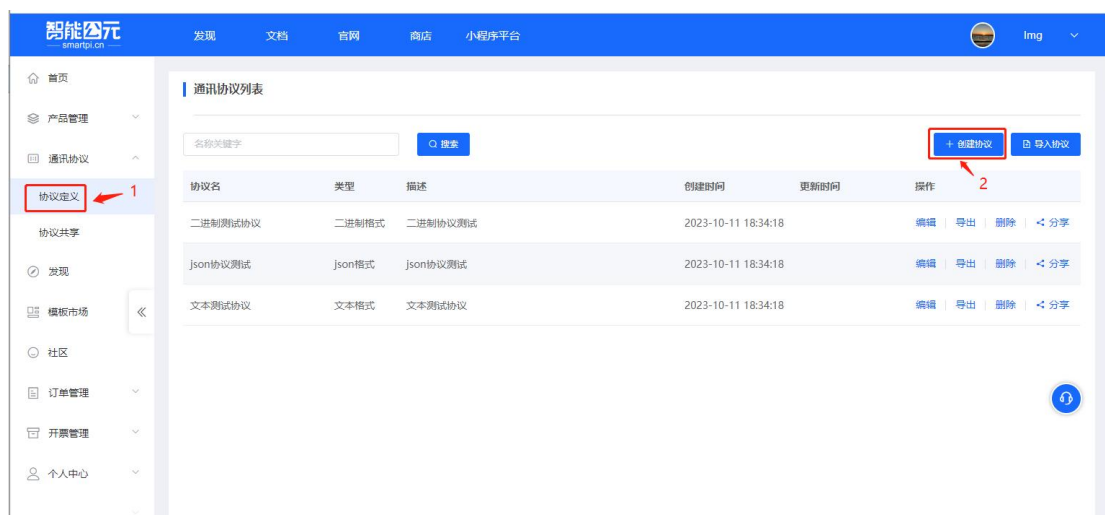 智能公元
smartpi.cn
发现 文档 官网 商店 小程序平台 lmg
首页
产品管理
通讯协议
协议定义 1
协议共享
发现
模板市场
社区
订单管理
开票管理
个人中心
通讯协议列表
名称关键字 搜索 + 创建协议 导入协议
2
协议名 类型 描述 创建时间 更新时间 操作
二进制测试协议 二进制格式 二进制协议测试 2023-10-11 18:34:18 编辑 导出 删除 分享
json协议测试 json格式 json协议测试 2023-10-11 18:34:18 编辑 导出 删除 分享
文本测试协议 文本格式 文本测试协议 2023-10-11 18:34:18 编辑 导出 删除 分享